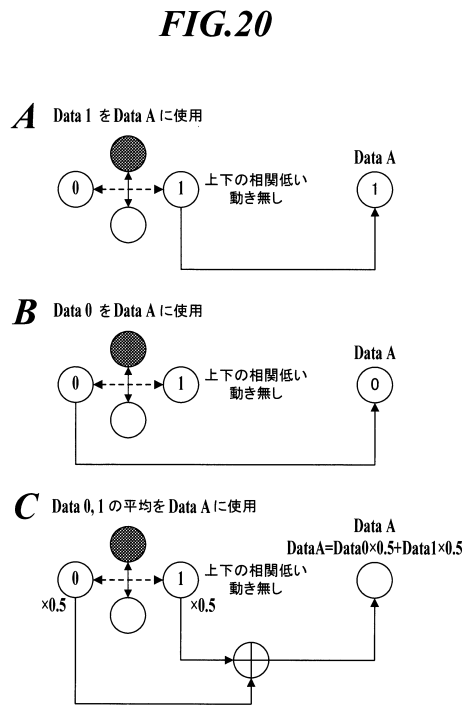 FIG.20
A Data 1 を Data A に使用
Data A
0
1
上下の相関低い
動き無し
1
B Data 0 を Data A に使用
Data A
0
1
上下の相関低い
動き無し
0
C Data 0, 1 の平均を Data A に使用
Data A
DataA=Data0×0.5+Data1×0.5
0
1
上下の相関低い
動き無し
×0.5
×0.5